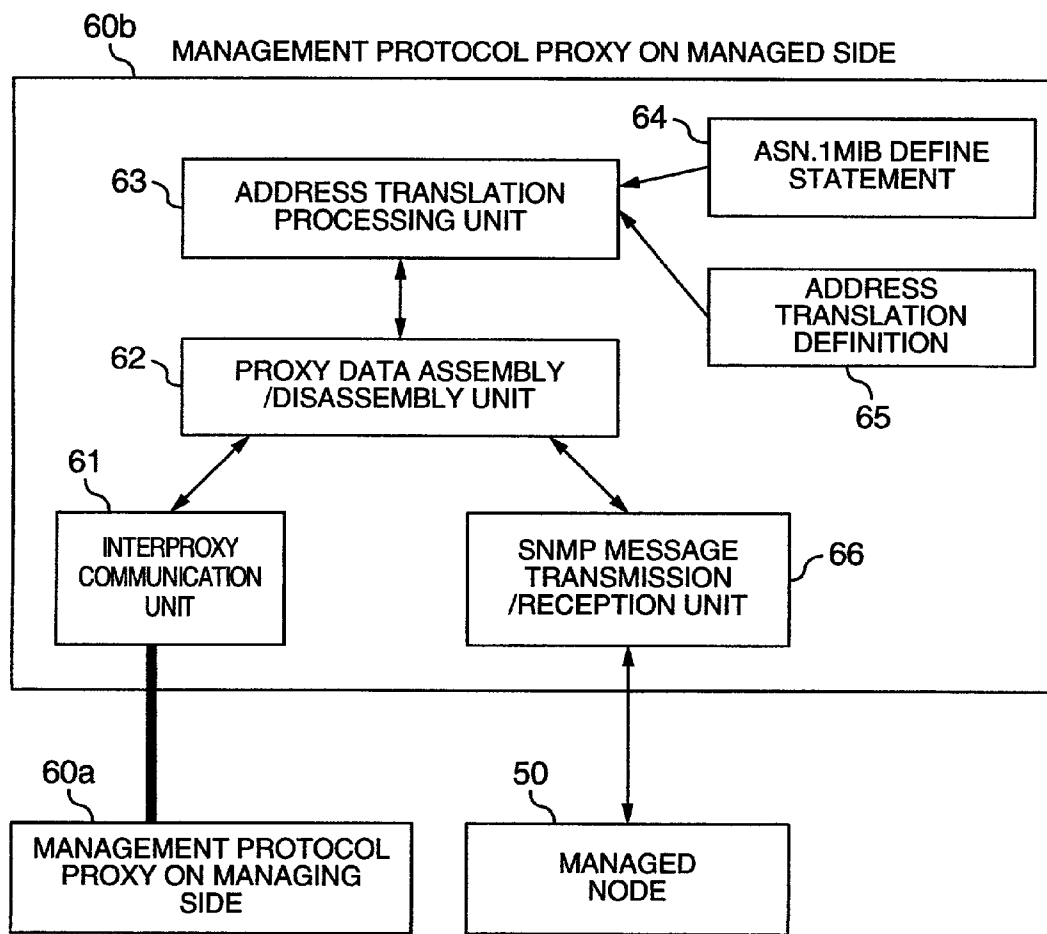 60b
MANAGEMENT PROTOCOL PROXY ON MANAGED SIDE
64
ASN.1MIB DEFINE
STATEMENT
63
ADDRESS TRANSLATION
PROCESSING UNIT
ADDRESS
TRANSLATION
DEFINITION
65
62
PROXY DATA ASSEMBLY
/DISASSEMBLY UNIT
61
INTERPROXY
COMMUNICATION
UNIT
SNMP MESSAGE
TRANSMISSION
/RECEPTION UNIT
66
60a
MANAGEMENT PROTOCOL
PROXY ON MANAGING
SIDE
50
MANAGED
NODE